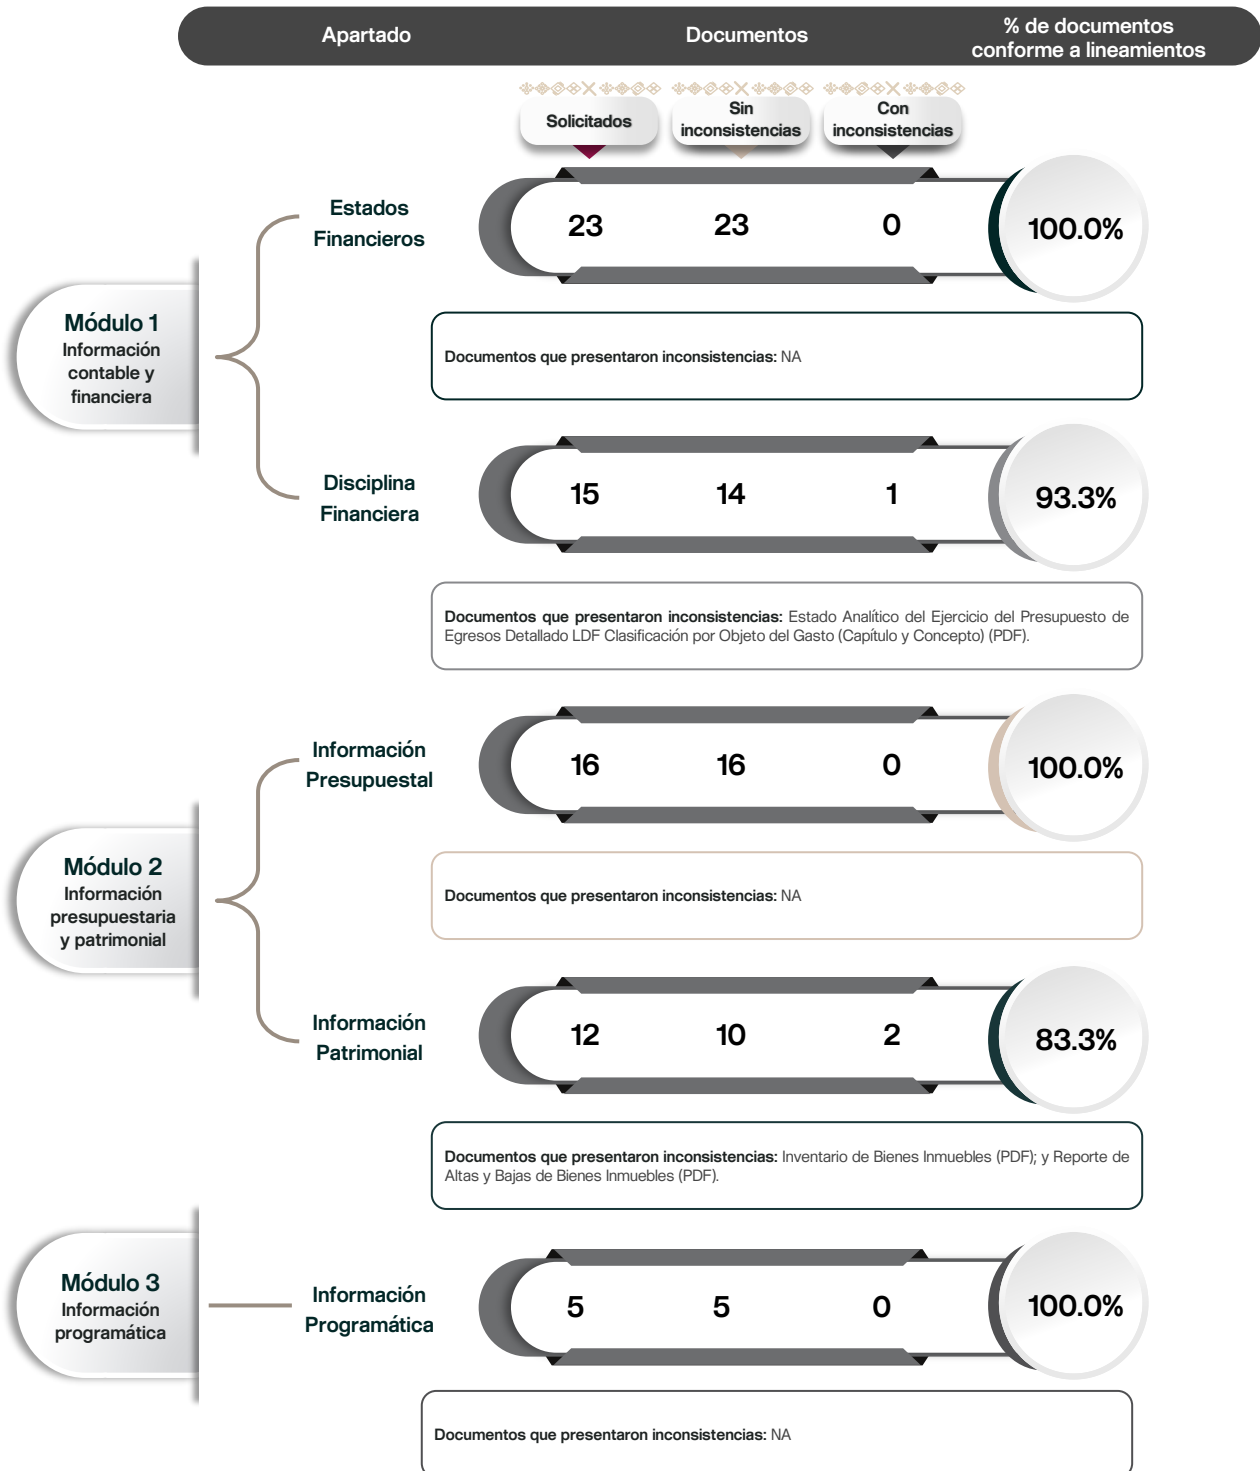 Apartado
Documentos
% de documentos
conforme a lineamientos
Solicitados
Sin
inconsistencias
Con
inconsistencias
Módulo 1
Información
contable y
financiera
Estados
Financieros
23 23 0 100.0%
Documentos que presentaron inconsistencias: NA
Disciplina
Financiera
15 14 1 93.3%
Documentos que presentaron inconsistencias: Estado Analítico del Ejercicio del Presupuesto de
Egresos Detallado LDF Clasificación por Objeto del Gasto (Capítulo y Concepto) (PDF).
Módulo 2
Información
presupuestaria
y patrimonial
Información
Presupuestal
16 16 0 100.0%
Documentos que presentaron inconsistencias: NA
Información
Patrimonial
12 10 2 83.3%
Documentos que presentaron inconsistencias: Inventario de Bienes Inmuebles (PDF); y Reporte de
Altas y Bajas de Bienes Inmuebles (PDF).
Módulo 3
Información
programática
Información
Programática
5 5 0 100.0%
Documentos que presentaron inconsistencias: NA